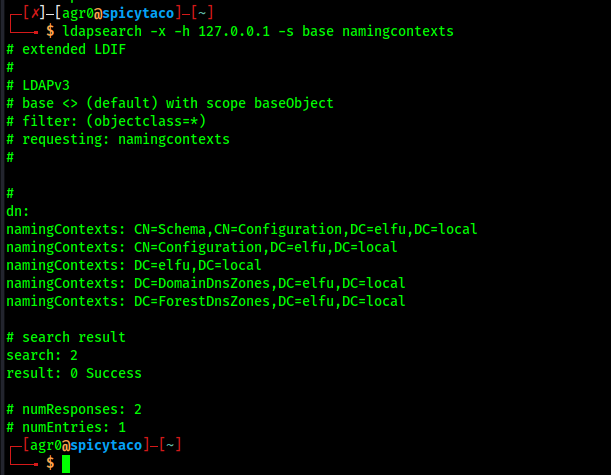 ┌─[✗]─[agr0@spicytaco]─[~]
└──╼ $ ldapsearch -x -h 127.0.0.1 -s base namingcontexts
# extended LDIF
#
# LDAPv3
# base <> (default) with scope baseObject
# filter: (objectclass=*)
# requesting: namingcontexts
#

#
dn:
namingContexts: CN=Schema,CN=Configuration,DC=elfu,DC=local
namingContexts: CN=Configuration,DC=elfu,DC=local
namingContexts: DC=elfu,DC=local
namingContexts: DC=DomainDnsZones,DC=elfu,DC=local
namingContexts: DC=ForestDnsZones,DC=elfu,DC=local

# search result
search: 2
result: 0 Success

# numResponses: 2
# numEntries: 1
┌─[agr0@spicytaco]─[~]
└──╼ $